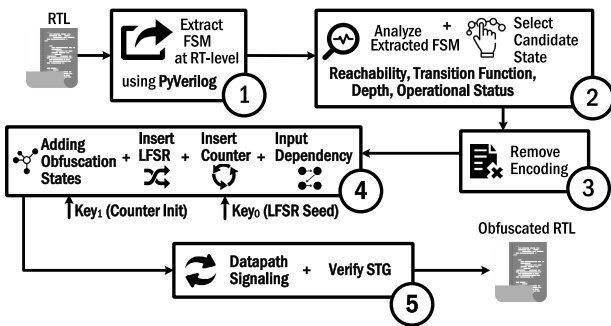 RTL
Extract
FSM
at RT-level
using PyVerilog
1
Analyze
Extracted FSM
+
Select
Candidate
State
Reachability, Transition Function,
Depth, Operational Status
2
Remove
Encoding
3
Adding
Obfuscation
States
+
Insert
LFSR
+
Insert
Counter
+
Input
Dependency
4
Key₁ (Counter Init)
Key₀ (LFSR Seed)
Datapath
Signaling
+
Verify STG
5
Obfuscated RTL